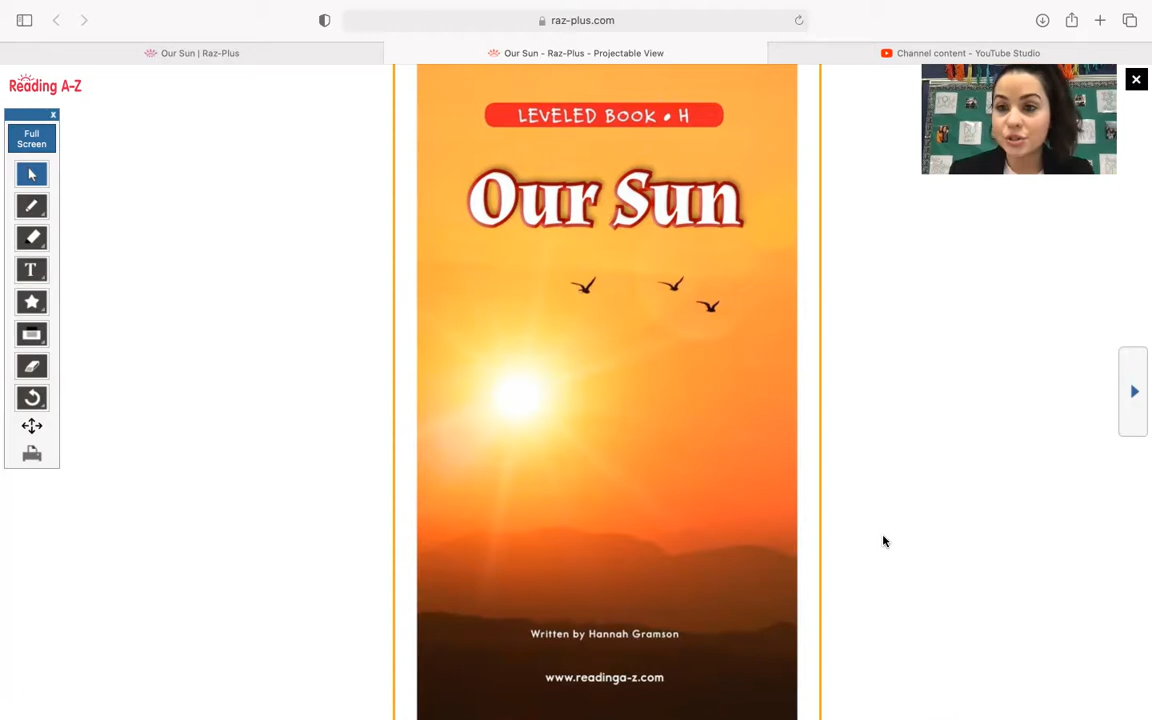 raz-plus.com
Our Sun | Raz-Plus
Our Sun - Raz-Plus - Projectable View
Channel content - YouTube Studio
Reading A-Z
x
Full
Screen
T
LEVELED BOOK • H
Our Sun
Written by Hannah Gramson
www.readinga-z.com